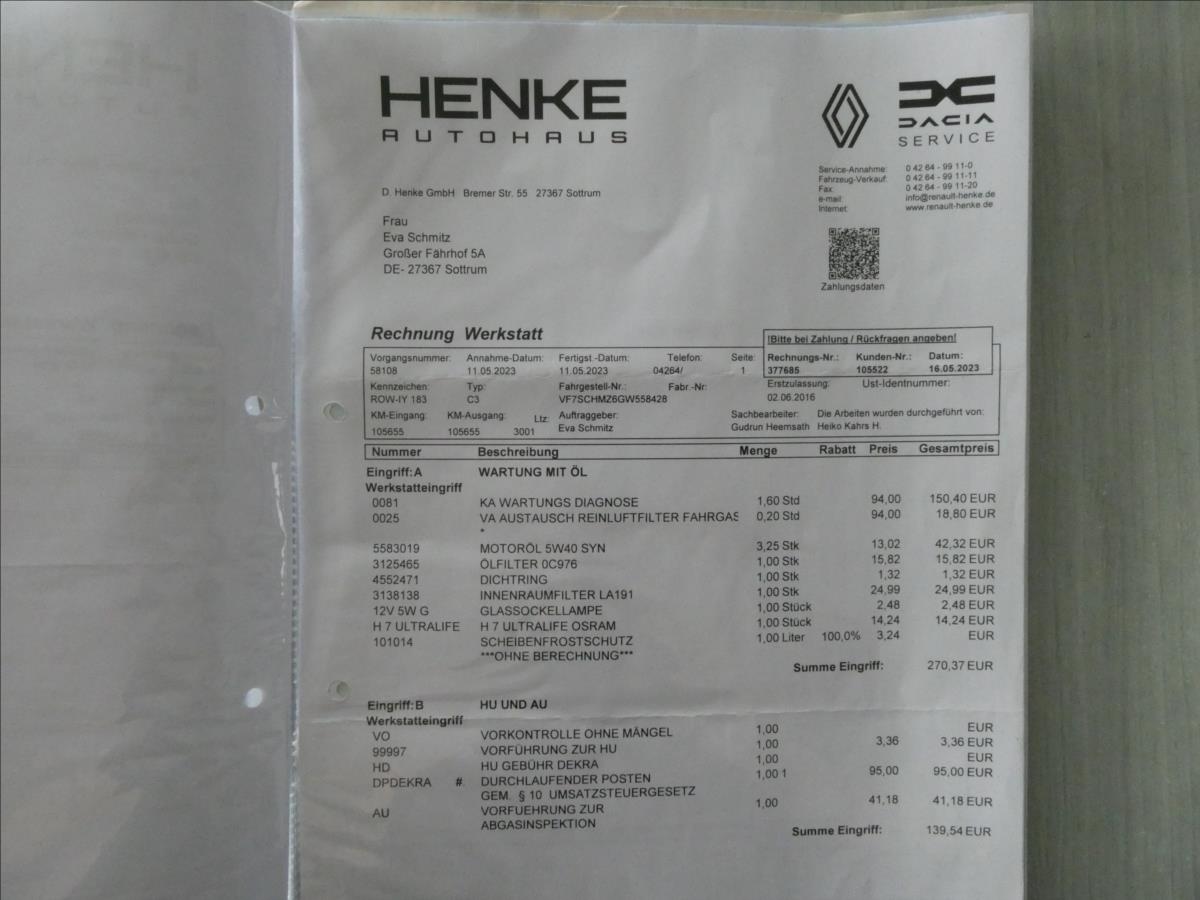 HENKE
AUTOHAUS
DACIA
SERVICE
Service-Annahme: 0 42 64 - 99 11-0
Fahrzeug-Verkauf: 0 42 64 - 99 11-11
Fax: 0 42 64 - 99 11-20
e-mail: info@renault-henke.de
Internet: www.renault-henke.de
D. Henke GmbH Bremer Str. 55 27367 Sottrum
Frau
Eva Schmitz
Großer Fährhof 5A
DE- 27367 Sottrum
Zahlungsdaten
Rechnung Werkstatt
!Bitte bei Zahlung / Rückfragen angeben!
Vorgangsnummer: Annahme-Datum: Fertigst.-Datum: Telefon: Seite: Rechnungs-Nr.: Kunden-Nr.: Datum:
58108 11.05.2023 11.05.2023 04264/ 1 377685 105522 16.05.2023
Kennzeichen: Typ: Fahrgestell-Nr.: Fabr.-Nr: Erstzulassung: Ust-Identnummer:
ROW-IY 183 C3 VF7SCHMZ6GW558428 02.06.2016
KM-Eingang: KM-Ausgang: Ltz: Auftraggeber: Sachbearbeiter: Die Arbeiten wurden durchgeführt von:
105655 105655 3001 Eva Schmitz Gudrun Heemsath Heiko Kahrs H.
Nummer Beschreibung Menge Rabatt Preis Gesamtpreis
Eingriff:A WARTUNG MIT ÖL
Werkstatteingriff
0081 KA WARTUNGS DIAGNOSE 1,60 Std 94,00 150,40 EUR
0025 VA AUSTAUSCH REINLUFTFILTER FAHRGAS 0,20 Std 94,00 18,80 EUR
*
5583019 MOTORÖL 5W40 SYN 3,25 Stk 13,02 42,32 EUR
3125465 ÖLFILTER 0C976 1,00 Stk 15,82 15,82 EUR
4552471 DICHTRING 1,00 Stk 1,32 1,32 EUR
3138138 INNENRAUMFILTER LA191 1,00 Stk 24,99 24,99 EUR
12V 5W G GLASSOCKELLAMPE 1,00 Stück 2,48 2,48 EUR
H 7 ULTRALIFE H 7 ULTRALIFE OSRAM 1,00 Stück 14,24 14,24 EUR
101014 SCHEIBENFROSTSCHUTZ 1,00 Liter 100,0% 3,24 EUR
***OHNE BERECHNUNG***
Summe Eingriff: 270,37 EUR
Eingriff:B HU UND AU
Werkstatteingriff
VO VORKONTROLLE OHNE MÄNGEL 1,00 EUR
99997 VORFÜHRUNG ZUR HU 1,00 3,36 3,36 EUR
HD HU GEBÜHR DEKRA 1,00 EUR
DPDEKRA #. DURCHLAUFENDER POSTEN 1,00 1 95,00 95,00 EUR
GEM. § 10 UMSATZSTEUERGESETZ
AU VORFUEHRUNG ZUR 1,00 41,18 41,18 EUR
ABGASINSPEKTION
Summe Eingriff: 139,54 EUR